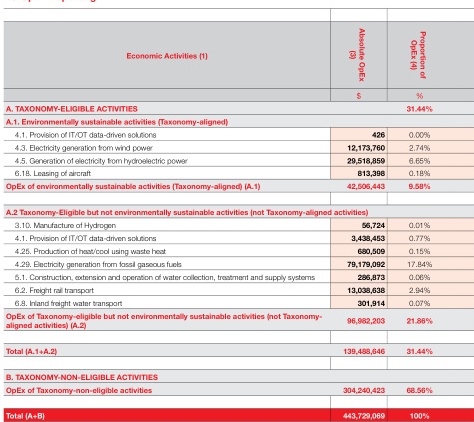 Economic Activities (1)
Absolute OpEx (3)
Proportion of OpEx (4)
$ %
A. TAXONOMY-ELIGIBLE ACTIVITIES 31.44%
A.1. Environmentally sustainable activities (Taxonomy-aligned)
4.1. Provision of IT/OT data-driven solutions 426 0.00%
4.3. Electricity generation from wind power 12,173,760 2.74%
4.5. Generation of electricity from hydroelectric power 29,518,859 6.65%
6.18. Leasing of aircraft 813,398 0.18%
OpEx of environmentally sustainable activities (Taxonomy-aligned) (A.1) 42,506,443 9.58%
A.2 Taxonomy-Eligible but not environmentally sustainable activities (not Taxonomy-aligned activities)
3.10. Manufacture of Hydrogen 56,724 0.01%
4.1. Provision of IT/OT data-driven solutions 3,438,453 0.77%
4.25. Production of heat/cool using waste heat 680,509 0.15%
4.29. Electricity generation from fossil gaseous fuels 79,179,092 17.84%
5.1. Construction, extension and operation of water collection, treatment and supply systems 286,873 0.06%
6.2. Freight rail transport 13,038,638 2.94%
6.8. Inland freight water transport 301,914 0.07%
OpEx of Taxonomy-eligible but not environmentally sustainable activities (not Taxonomy-
aligned activities) (A.2) 96,982,203 21.86%
Total (A.1+A.2) 139,488,646 31.44%
B. TAXONOMY-NON-ELIGIBLE ACTIVITIES
OpEx of Taxonomy-non-eligible activities 304,240,423 68.56%
Total (A+B) 443,729,069 100%